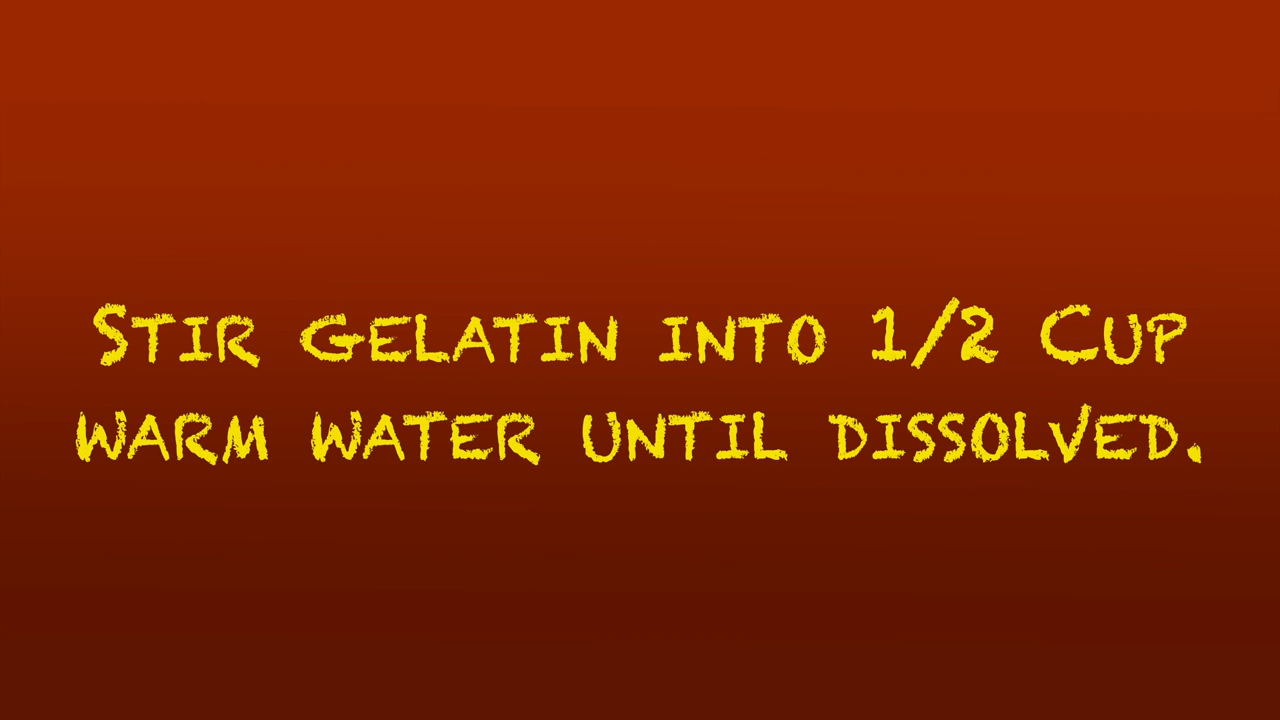 Stir gelatin into 1/2 Cup
warm water until dissolved.